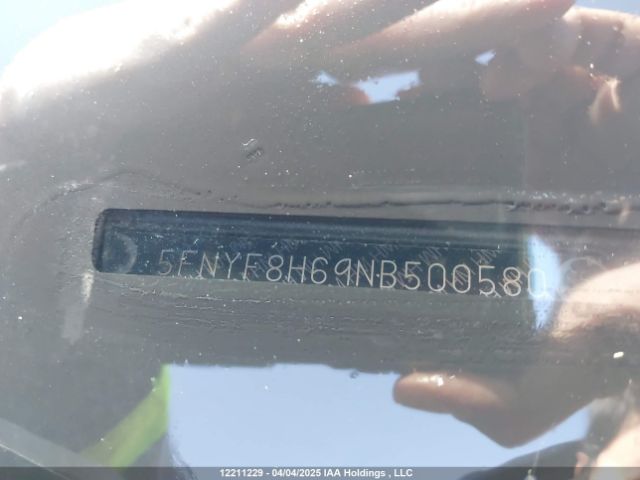 5FNYF8H69NB500580
12211229 - 04/04/2025 IAA Holdings , LLC